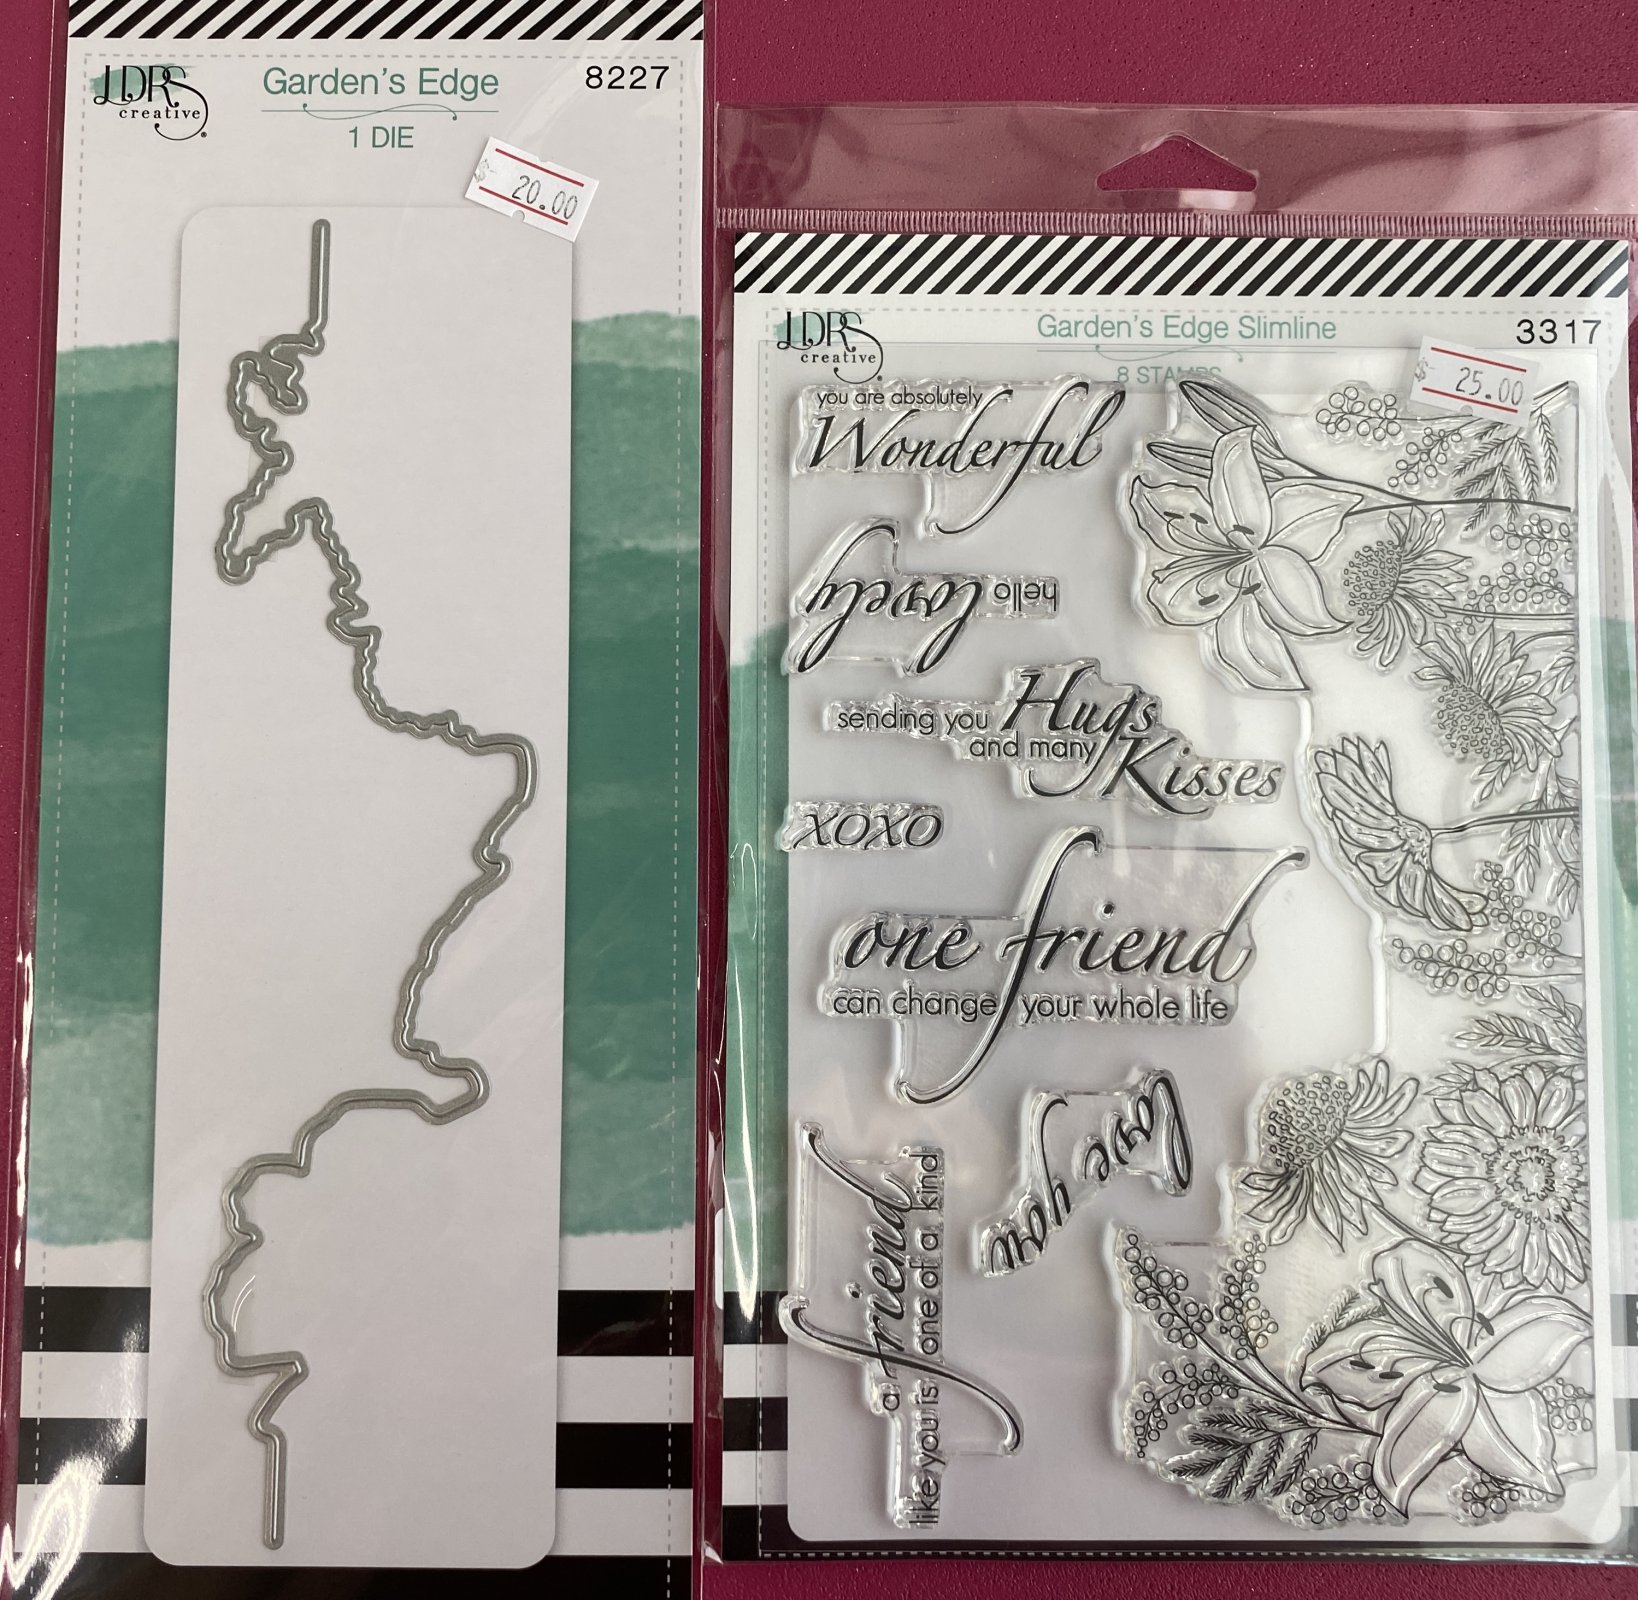 LDRS
creative
Garden's Edge
1 DIE
8227
$ 20.00
LDRS
creative
Garden's Edge Slimline
8 STAMPS
3317
$ 25.00
you are absolutely
Wonderful
hello
lovely
sending you Hugs
and many Kisses
xoxo
one friend
can change your whole life
love you
a friend
like you is one of a kind